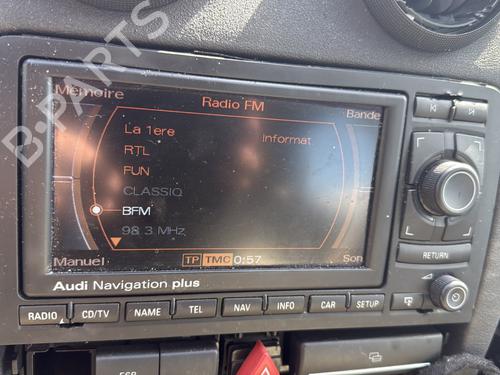 B-PARTS
Mémoire
Radio FM
Bande
La 1ere
Informat
RTL
FUN
CLASSIQ
BFM
98.3 MHz
Manuel
TP TMC 0:57
Son
RETURN
Audi Navigation plus
RADIO CD/TV NAME TEL NAV INFO CAR SETUP
ESP